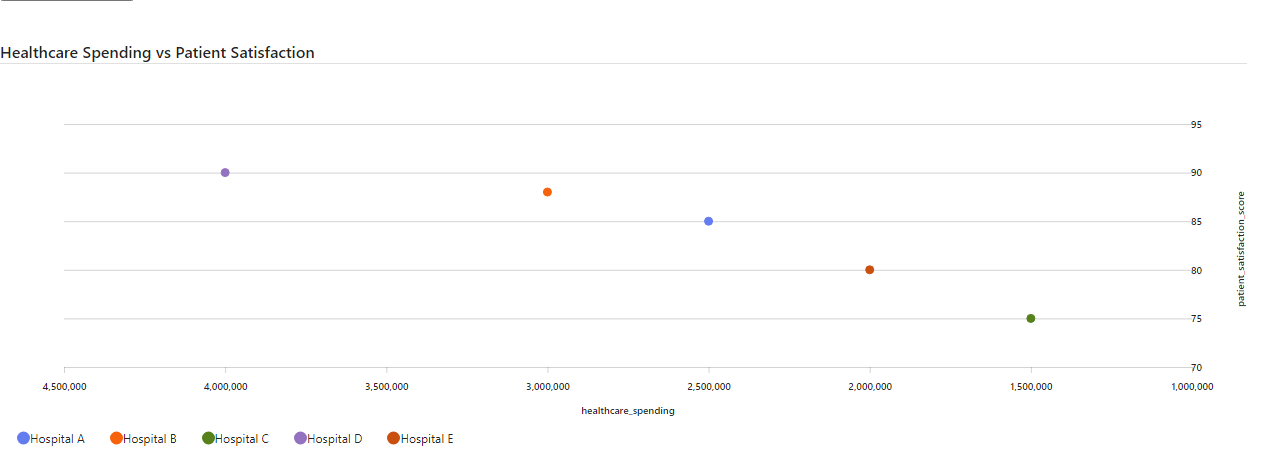 Healthcare Spending vs Patient Satisfaction
95
90
85
80
75
70
patient_satisfaction_score
4,500,000 4,000,000 3,500,000 3,000,000 2,500,000 2,000,000 1,500,000 1,000,000
healthcare_spending
Hospital A Hospital B Hospital C Hospital D Hospital E